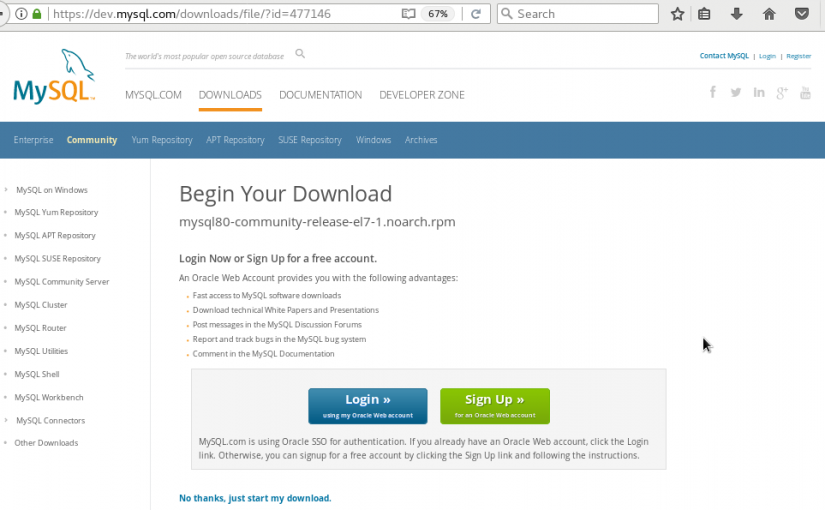 https://dev.mysql.com/downloads/file/?id=477146
67%
Search
MySQL™
The world's most popular open source database
Contact MySQL | Login | Register
MYSQL.COM DOWNLOADS DOCUMENTATION DEVELOPER ZONE
Enterprise Community Yum Repository APT Repository SUSE Repository Windows Archives
MySQL on Windows
MySQL Yum Repository
MySQL APT Repository
MySQL SUSE Repository
MySQL Community Server
MySQL Cluster
MySQL Router
MySQL Utilities
MySQL Shell
MySQL Workbench
MySQL Connectors
Other Downloads
Begin Your Download
mysql80-community-release-el7-1.noarch.rpm
Login Now or Sign Up for a free account.
An Oracle Web Account provides you with the following advantages:
Fast access to MySQL software downloads
Download technical White Papers and Presentations
Post messages in the MySQL Discussion Forums
Report and track bugs in the MySQL bug system
Comment in the MySQL Documentation
Login »
using my Oracle Web account
Sign Up »
for an Oracle Web account
MySQL.com is using Oracle SSO for authentication. If you already have an Oracle Web account, click the Login
link. Otherwise, you can signup for a free account by clicking the Sign Up link and following the instructions.
No thanks, just start my download.